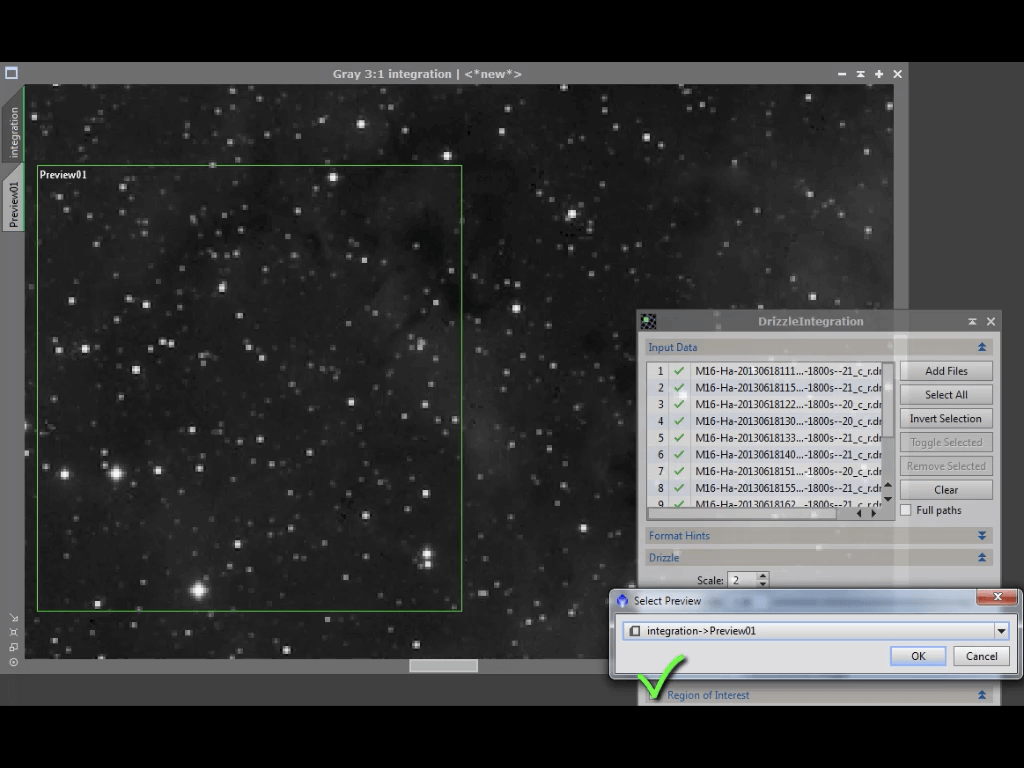 Gray 3:1 integration | <*new*>
integration
Preview01
Preview01
DrizzleIntegration
Input Data
1 M16-Ha-20130618111...-1800s--21_c_r.dr
2 M16-Ha-20130618115...-1800s--21_c_r.dr
3 M16-Ha-20130618122...-1800s--20_c_r.dr
4 M16-Ha-20130618130...-1800s--20_c_r.dr
5 M16-Ha-20130618133...-1800s--21_c_r.dr
6 M16-Ha-20130618140...-1800s--21_c_r.dr
7 M16-Ha-20130618151...-1800s--20_c_r.dr
8 M16-Ha-20130618155...-1800s--21_c_r.dr
9 M16-Ha-20130618162...-1800s--21_c_r.dr
Add Files
Select All
Invert Selection
Toggle Selected
Remove Selected
Clear
Full paths
Format Hints
Drizzle
Scale: 2
Select Preview
integration->Preview01
OK
Cancel
Region of Interest